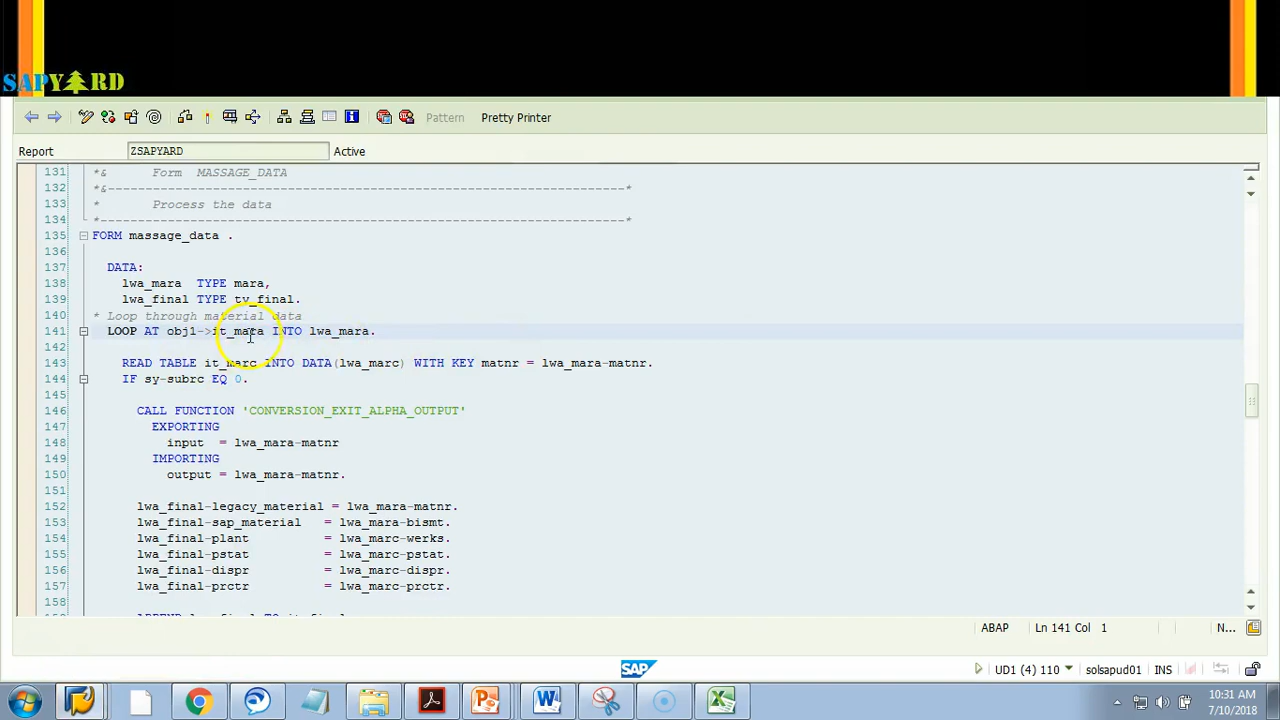 SAPYARD
Pattern
Pretty Printer
Report
ZSAPYARD
Active
131 *& Form MASSAGE_DATA
132 *&---------------------------------------------------------------------*
133 * Process the data
134 *----------------------------------------------------------------------*
135 FORM massage_data .
136
137 DATA:
138 lwa_mara TYPE mara,
139 lwa_final TYPE ty_final.
140 * Loop through material data
141 LOOP AT obj1->it_mara INTO lwa_mara.
142
143 READ TABLE it_marc INTO DATA(lwa_marc) WITH KEY matnr = lwa_mara-matnr.
144 IF sy-subrc EQ 0.
145
146 CALL FUNCTION 'CONVERSION_EXIT_ALPHA_OUTPUT'
147 EXPORTING
148 input = lwa_mara-matnr
149 IMPORTING
150 output = lwa_mara-matnr.
151
152 lwa_final-legacy_material = lwa_mara-matnr.
153 lwa_final-sap_material = lwa_mara-bismt.
154 lwa_final-plant = lwa_marc-werks.
155 lwa_final-pstat = lwa_marc-pstat.
156 lwa_final-dispr = lwa_marc-dispr.
157 lwa_final-prctr = lwa_marc-prctr.
158
ABAP
Ln 141 Col 1
N...
SAP
UD1 (4) 110
solsapud01
INS
10:31 AM
7/10/2018